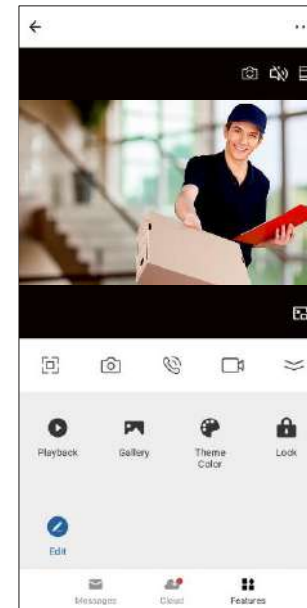 Playback
Gallery
Theme
Color
Lock
Edit
Messages
Cloud
Features